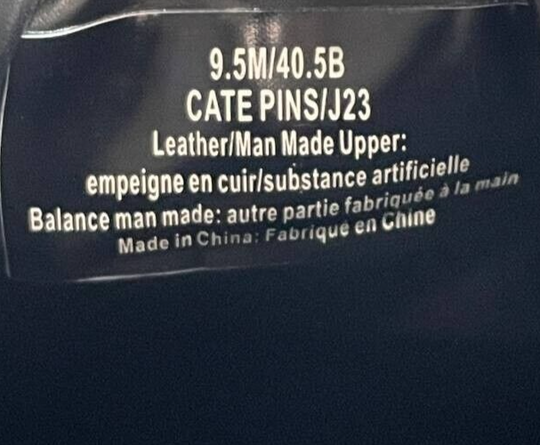 9.5M/40.5B
CATE PINS/J23
Leather/Man Made Upper:
empeigne en cuir/substance artificielle
Balance man made: autre partie fabriquée à la main
Made in China: Fabriqué en Chine